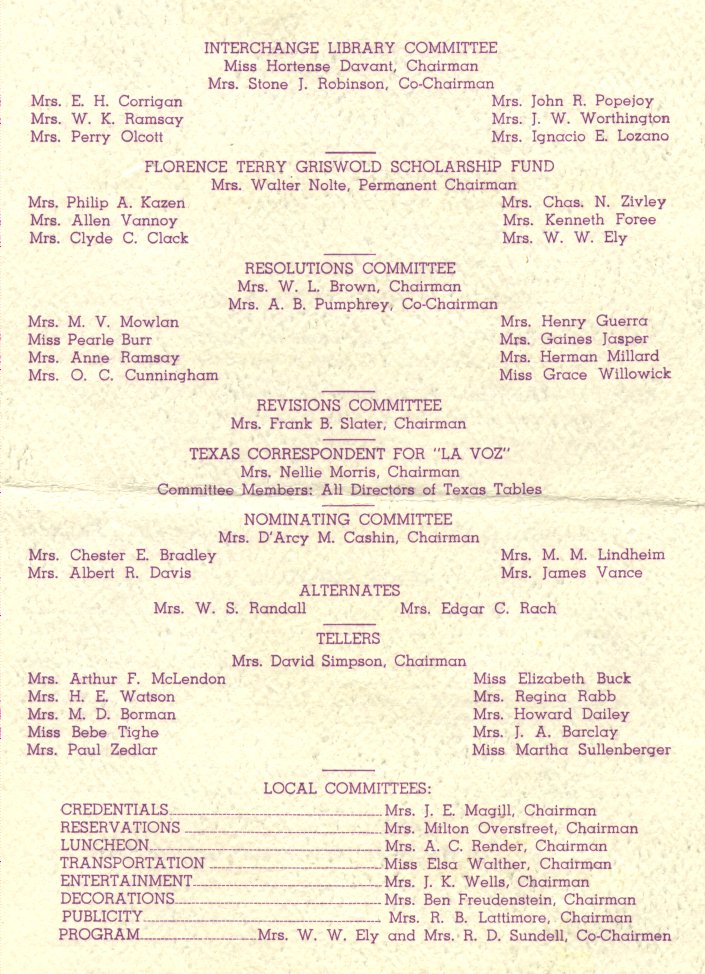 INTERCHANGE LIBRARY COMMITTEE
Miss Hortense Davant, Chairman
Mrs. Stone J. Robinson, Co-Chairman
Mrs. E. H. Corrigan Mrs. John R. Popejoy
Mrs. W. K. Ramsay Mrs. J. W. Worthington
Mrs. Perry Olcott Mrs. Ignacio E. Lozano
FLORENCE TERRY GRISWOLD SCHOLARSHIP FUND
Mrs. Walter Nolte, Permanent Chairman
Mrs. Philip A. Kazen Mrs. Chas. N. Zivley
Mrs. Allen Vannoy Mrs. Kenneth Foree
Mrs. Clyde C. Clack Mrs. W. W. Ely
RESOLUTIONS COMMITTEE
Mrs. W. L. Brown, Chairman
Mrs. A. B. Pumphrey, Co-Chairman
Mrs. M. V. Mowlan Mrs. Henry Guerra
Miss Pearle Burr Mrs. Gaines Jasper
Mrs. Anne Ramsay Mrs. Herman Millard
Mrs. O. C. Cunningham Miss Grace Willowick
REVISIONS COMMITTEE
Mrs. Frank B. Slater, Chairman
TEXAS CORRESPONDENT FOR "LA VOZ"
Mrs. Nellie Morris, Chairman
Committee Members: All Directors of Texas Tables
NOMINATING COMMITTEE
Mrs. D'Arcy M. Cashin, Chairman
Mrs. Chester E. Bradley Mrs. M. M. Lindheim
Mrs. Albert R. Davis Mrs. James Vance
ALTERNATES
Mrs. W. S. Randall Mrs. Edgar C. Rach
TELLERS
Mrs. David Simpson, Chairman
Mrs. Arthur F. McLendon Miss Elizabeth Buck
Mrs. H. E. Watson Mrs. Regina Rabb
Mrs. M. D. Borman Mrs. Howard Dailey
Miss Bebe Tighe Mrs. J. A. Barclay
Mrs. Paul Zedlar Miss Martha Sullenberger
LOCAL COMMITTEES:
CREDENTIALS Mrs. J. E. Magill, Chairman
RESERVATIONS Mrs. Milton Overstreet, Chairman
LUNCHEON Mrs. A. C. Render, Chairman
TRANSPORTATION Miss Elsa Walther, Chairman
ENTERTAINMENT Mrs. J. K. Wells, Chairman
DECORATIONS Mrs. Ben Freudenstein, Chairman
PUBLICITY Mrs. R. B. Lattimore, Chairman
PROGRAM Mrs. W. W. Ely and Mrs. R. D. Sundell, Co-Chairmen